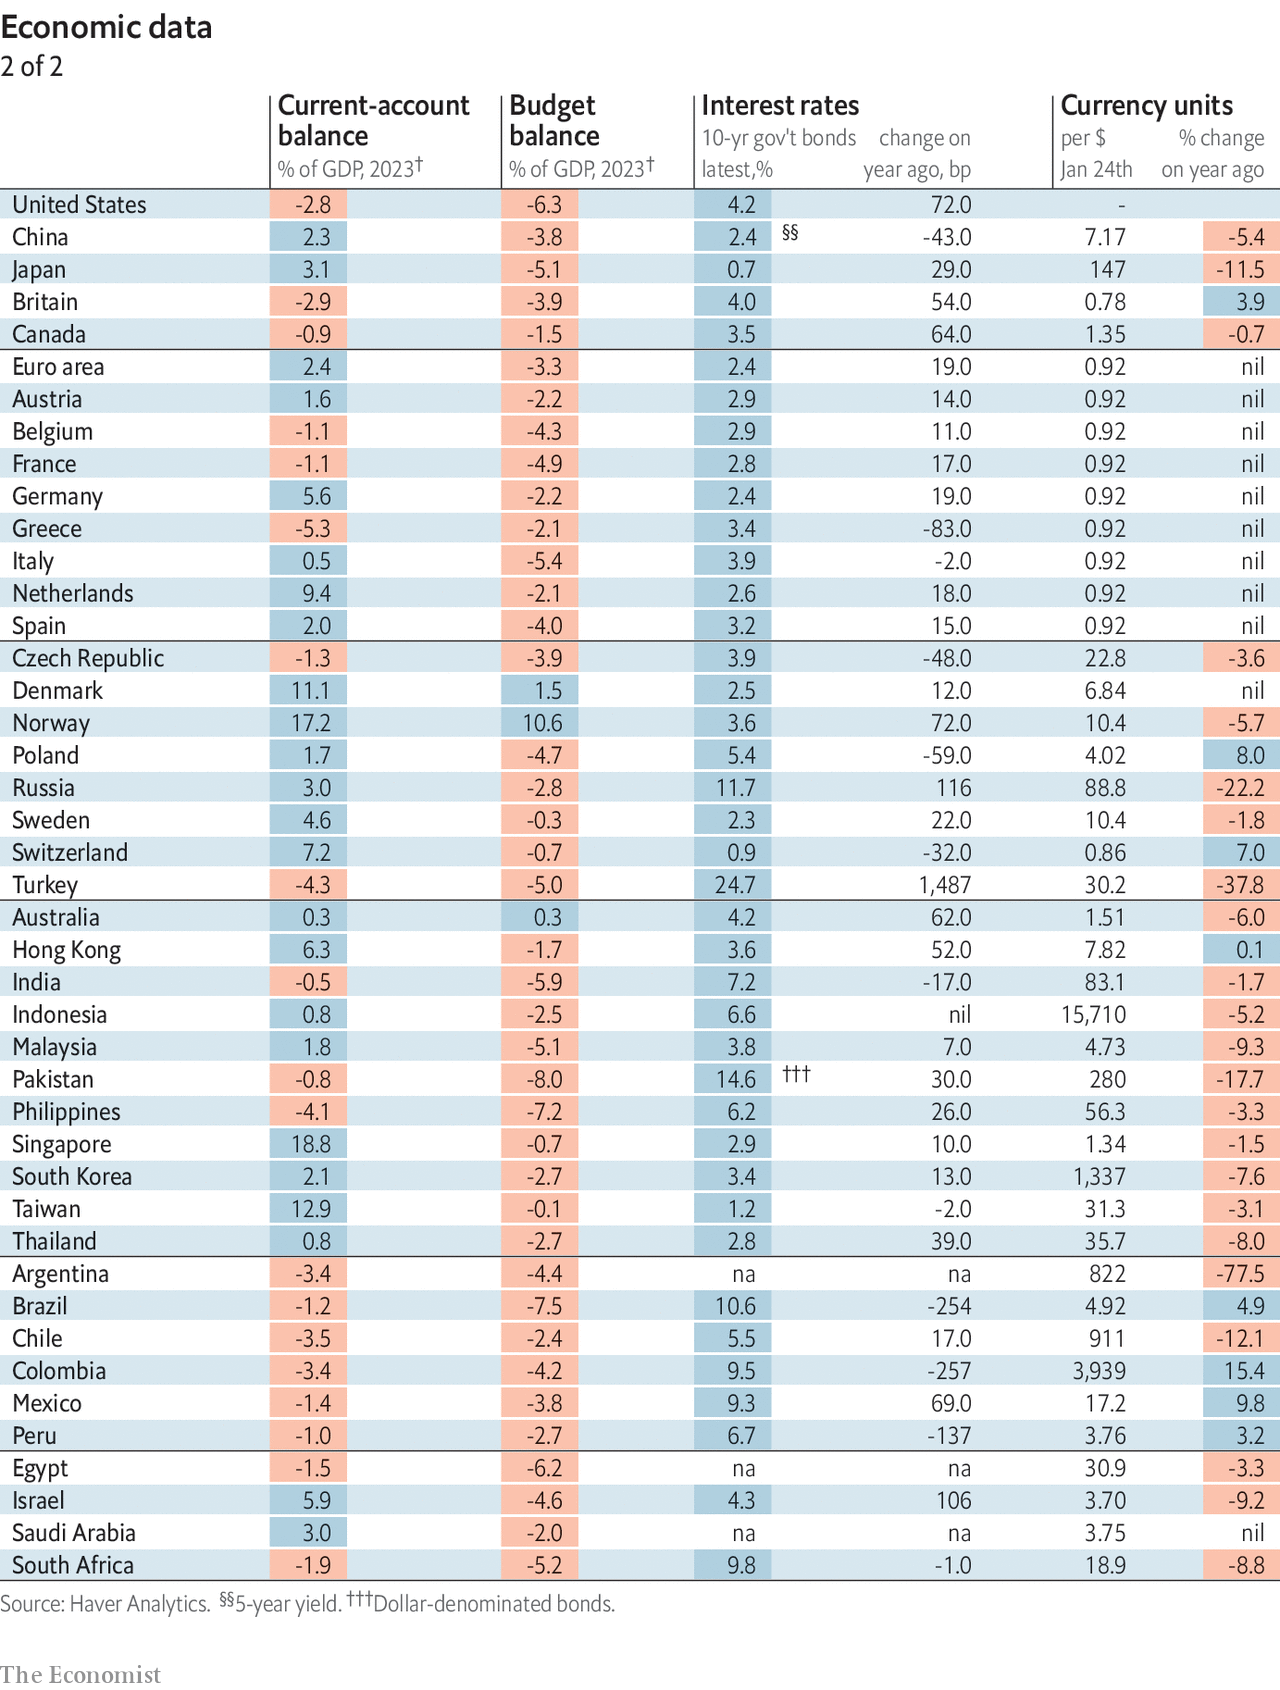 Economic data
2 of 2
Current-account balance % of GDP, 2023† Budget balance % of GDP, 2023† Interest rates 10-yr gov't bonds latest,% change on year ago, bp Currency units per $ Jan 24th % change on year ago
United States -2.8 -6.3 4.2 72.0 -
China 2.3 -3.8 2.4 §§ -43.0 7.17 -5.4
Japan 3.1 -5.1 0.7 29.0 147 -11.5
Britain -2.9 -3.9 4.0 54.0 0.78 3.9
Canada -0.9 -1.5 3.5 64.0 1.35 -0.7
Euro area 2.4 -3.3 2.4 19.0 0.92 nil
Austria 1.6 -2.2 2.9 14.0 0.92 nil
Belgium -1.1 -4.3 2.9 11.0 0.92 nil
France -1.1 -4.9 2.8 17.0 0.92 nil
Germany 5.6 -2.2 2.4 19.0 0.92 nil
Greece -5.3 -2.1 3.4 -83.0 0.92 nil
Italy 0.5 -5.4 3.9 -2.0 0.92 nil
Netherlands 9.4 -2.1 2.6 18.0 0.92 nil
Spain 2.0 -4.0 3.2 15.0 0.92 nil
Czech Republic -1.3 -3.9 3.9 -48.0 22.8 -3.6
Denmark 11.1 1.5 2.5 12.0 6.84 nil
Norway 17.2 10.6 3.6 72.0 10.4 -5.7
Poland 1.7 -4.7 5.4 -59.0 4.02 8.0
Russia 3.0 -2.8 11.7 116 88.8 -22.2
Sweden 4.6 -0.3 2.3 22.0 10.4 -1.8
Switzerland 7.2 -0.7 0.9 -32.0 0.86 7.0
Turkey -4.3 -5.0 24.7 1,487 30.2 -37.8
Australia 0.3 0.3 4.2 62.0 1.51 -6.0
Hong Kong 6.3 -1.7 3.6 52.0 7.82 0.1
India -0.5 -5.9 7.2 -17.0 83.1 -1.7
Indonesia 0.8 -2.5 6.6 nil 15,710 -5.2
Malaysia 1.8 -5.1 3.8 7.0 4.73 -9.3
Pakistan -0.8 -8.0 14.6 ††† 30.0 280 -17.7
Philippines -4.1 -7.2 6.2 26.0 56.3 -3.3
Singapore 18.8 -0.7 2.9 10.0 1.34 -1.5
South Korea 2.1 -2.7 3.4 13.0 1,337 -7.6
Taiwan 12.9 -0.1 1.2 -2.0 31.3 -3.1
Thailand 0.8 -2.7 2.8 39.0 35.7 -8.0
Argentina -3.4 -4.4 na na 822 -77.5
Brazil -1.2 -7.5 10.6 -254 4.92 4.9
Chile -3.5 -2.4 5.5 17.0 911 -12.1
Colombia -3.4 -4.2 9.5 -257 3,939 15.4
Mexico -1.4 -3.8 9.3 69.0 17.2 9.8
Peru -1.0 -2.7 6.7 -137 3.76 3.2
Egypt -1.5 -6.2 na na 30.9 -3.3
Israel 5.9 -4.6 4.3 106 3.70 -9.2
Saudi Arabia 3.0 -2.0 na na 3.75 nil
South Africa -1.9 -5.2 9.8 -1.0 18.9 -8.8
Source: Haver Analytics. §§5-year yield. †††Dollar-denominated bonds.
The Economist